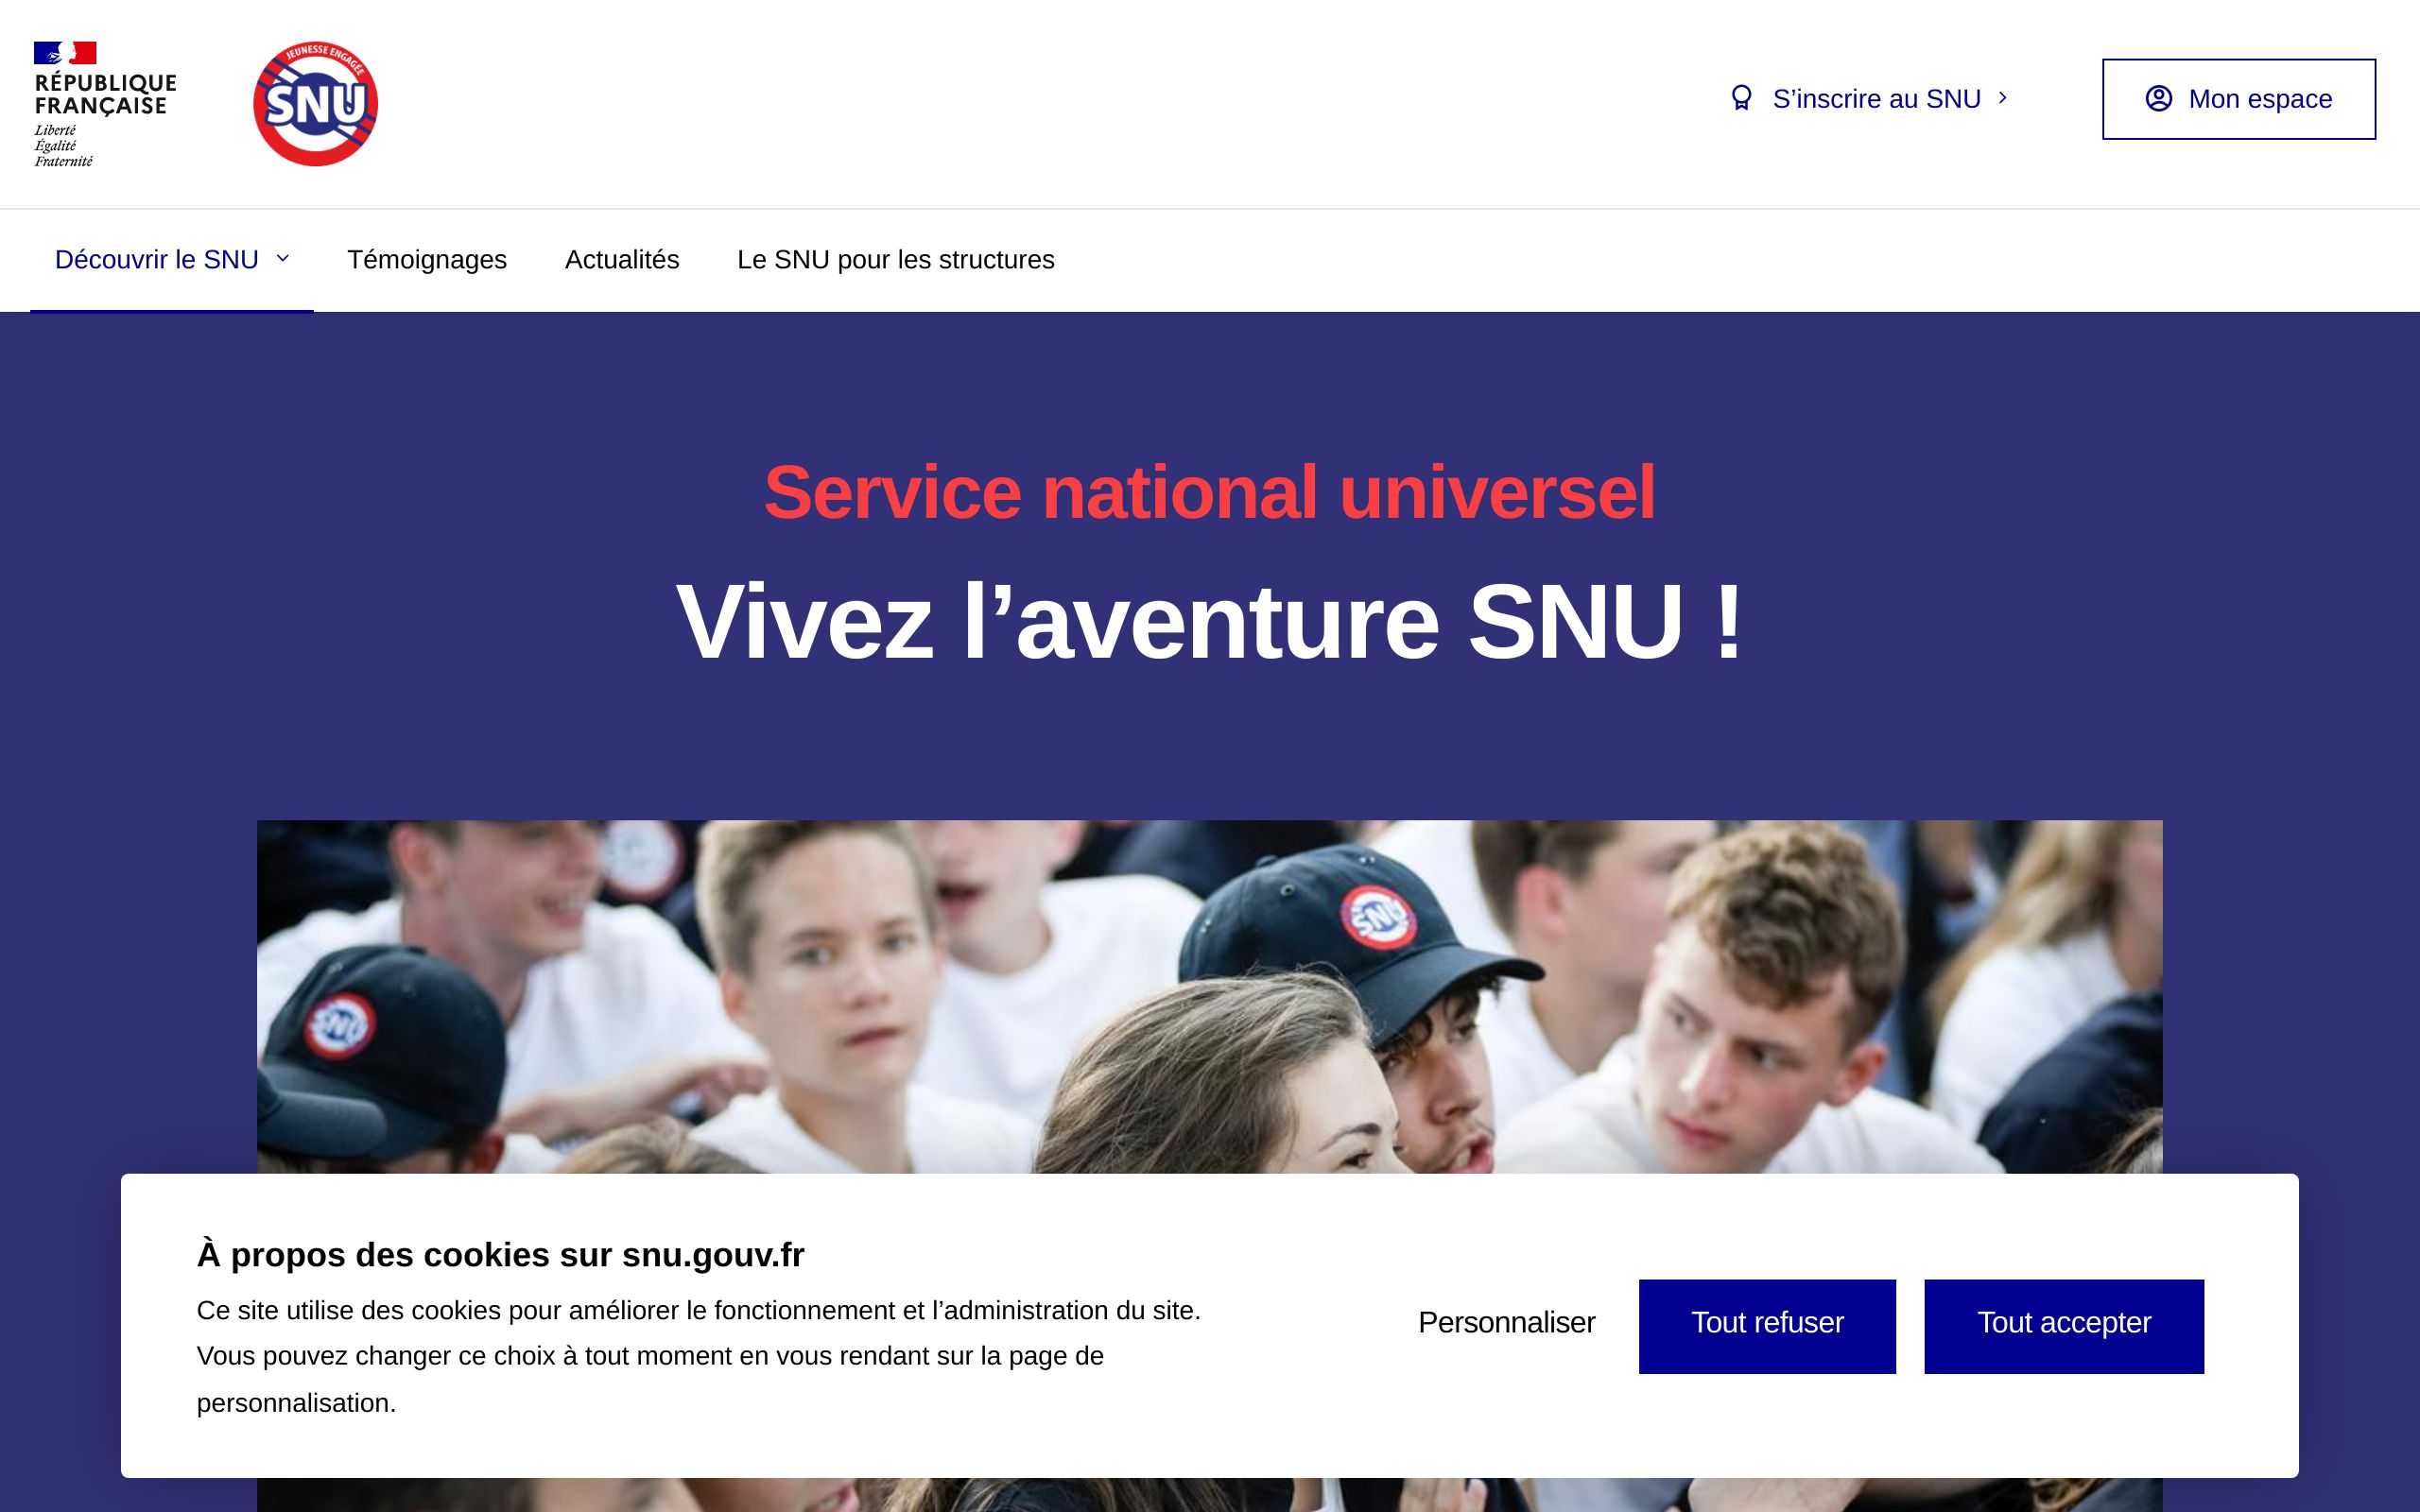 RÉPUBLIQUE
FRANÇAISE
Liberté
Égalité
Fraternité
JEUNESSE ENGAGÉE
SNU
S’inscrire au SNU
Mon espace
Découvrir le SNU
Témoignages
Actualités
Le SNU pour les structures
Service national universel
Vivez l’aventure SNU !
SNU
SNU
À propos des cookies sur snu.gouv.fr
Ce site utilise des cookies pour améliorer le fonctionnement et l’administration du site.
Vous pouvez changer ce choix à tout moment en vous rendant sur la page de
personnalisation.
Personnaliser
Tout refuser
Tout accepter